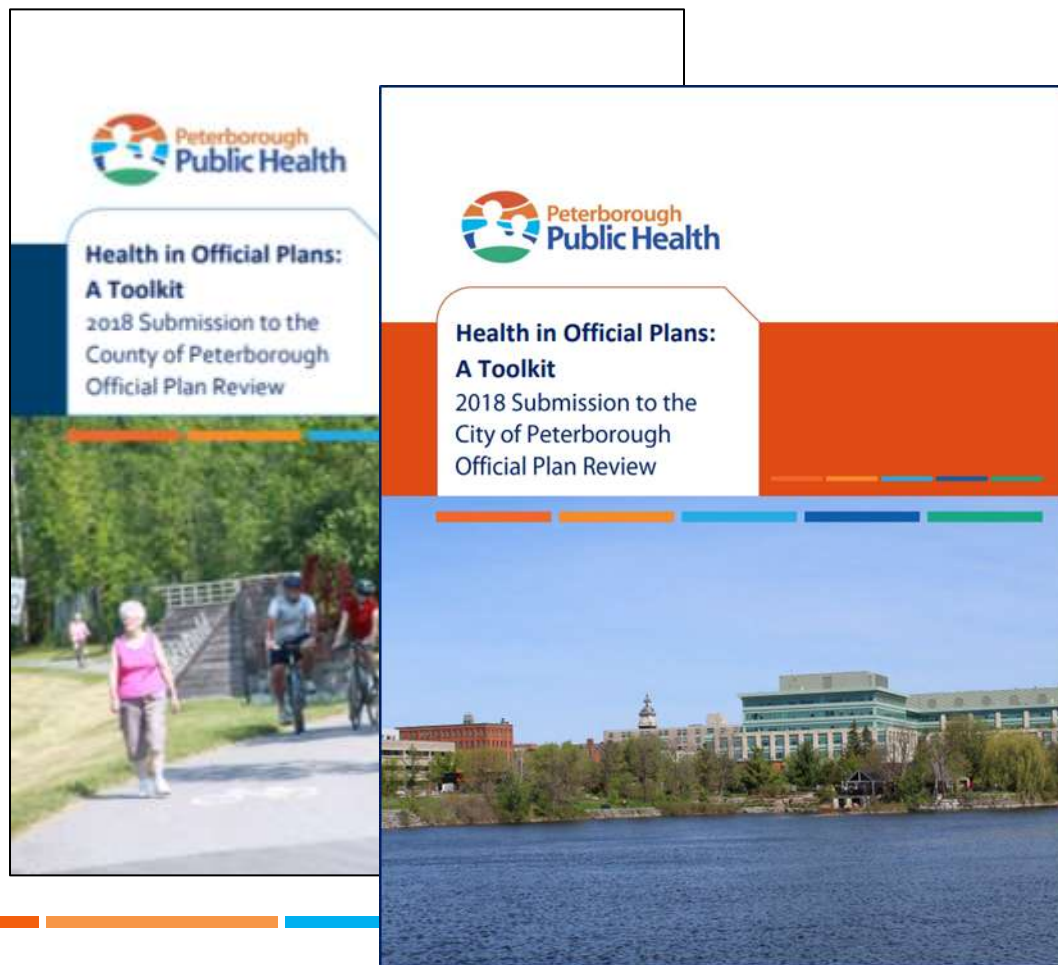 Peterborough
Public Health
Health in Official Plans:
A Toolkit
2018 Submission to the
County of Peterborough
Official Plan Review
Peterborough
Public Health
Health in Official Plans:
A Toolkit
2018 Submission to the
City of Peterborough
Official Plan Review